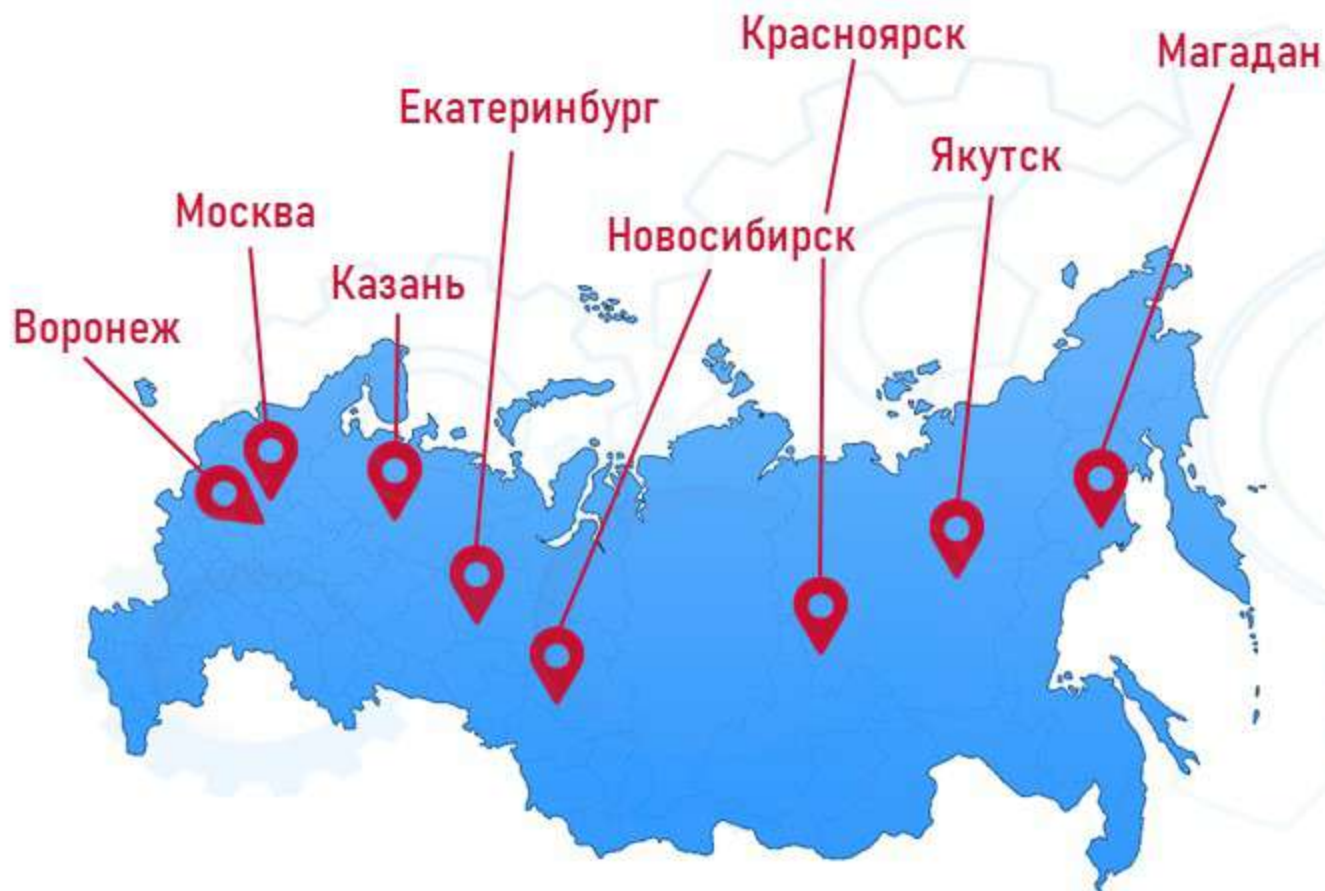 Красноярск
Магадан
Екатеринбург
Якутск
Москва
Новосибирск
Казань
Воронеж